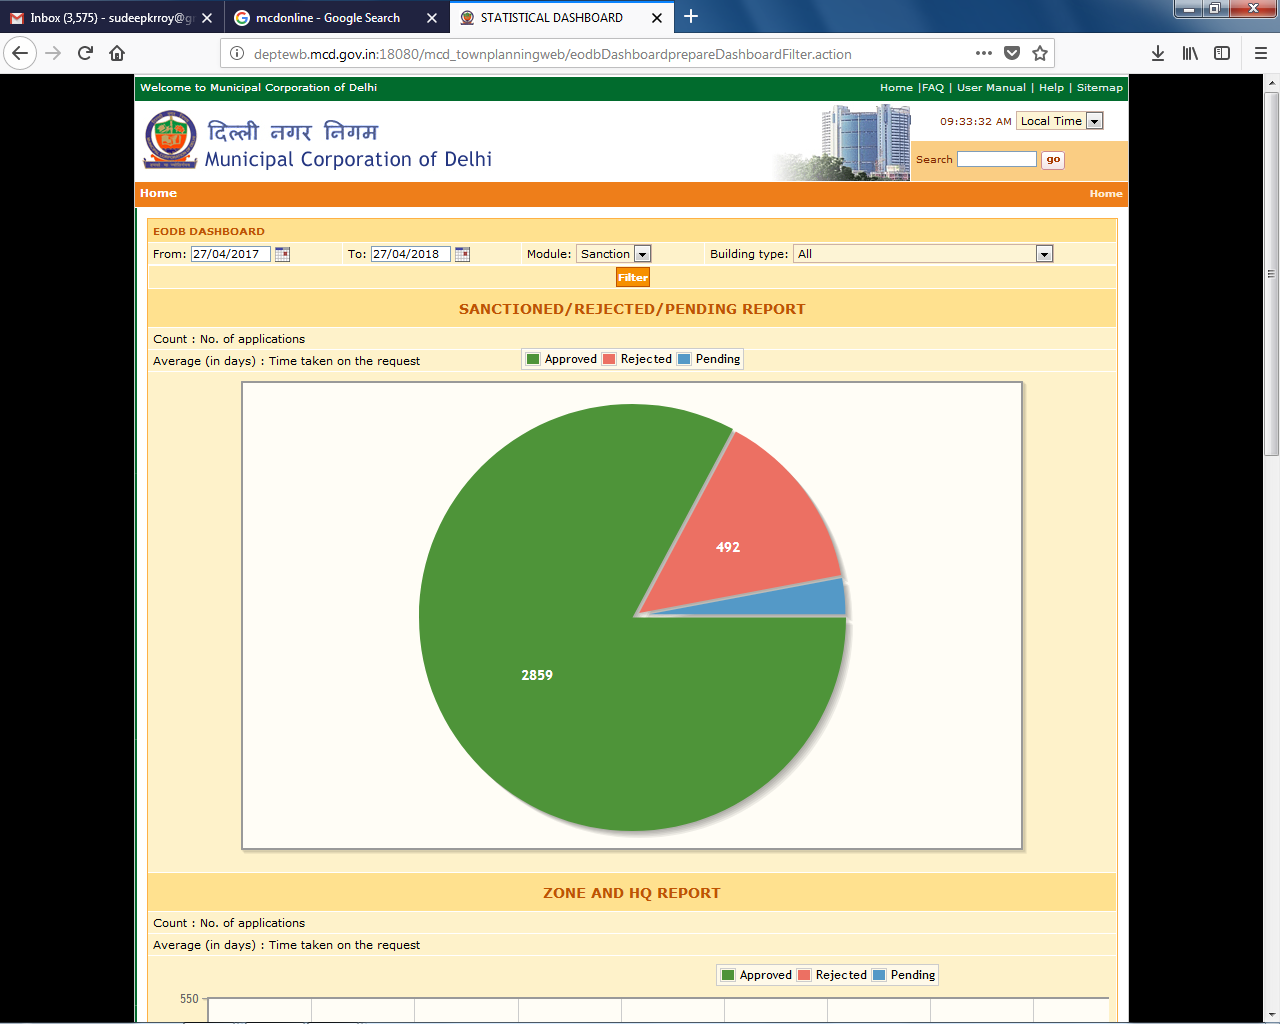 Inbox (3,575) - sudeepkrroy@g
mcdonline - Google Search
STATISTICAL DASHBOARD
deptewb.mcd.gov.in:18080/mcd_townplanningweb/eodbDashboardprepareDashboardFilter.action
Welcome to Municipal Corporation of Delhi
Home |FAQ | User Manual | Help | Sitemap
दिल्ली नगर निगम
Municipal Corporation of Delhi
09:33:32 AM Local Time
Search go
Home
Home
EODB DASHBOARD
From: 27/04/2017 To: 27/04/2018 Module: Sanction Building type: All
Filter
SANCTIONED/REJECTED/PENDING REPORT
Count : No. of applications
Average (in days) : Time taken on the request
Approved Rejected Pending
492
2859
ZONE AND HQ REPORT
Count : No. of applications
Average (in days) : Time taken on the request
Approved Rejected Pending
550